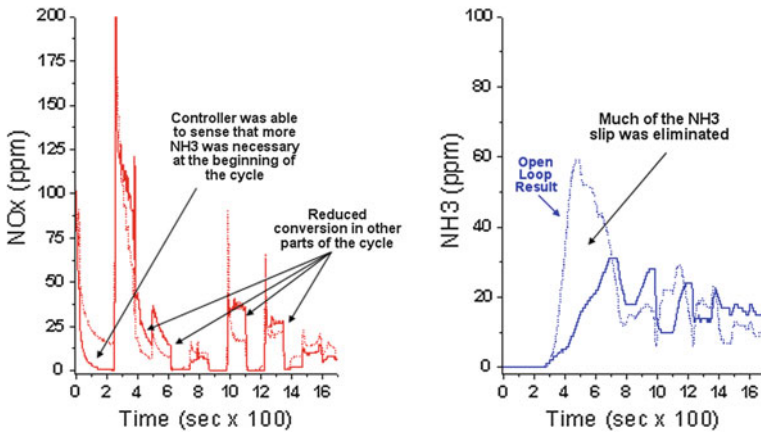 200
175
150
125
100
75
50
25
0
NOx (ppm)
Controller was able
to sense that more
NH3 was necessary
at the beginning of
the cycle
Reduced
conversion in other
parts of the cycle
0 2 4 6 8 10 12 14 16
Time (sec x 100)
100
80
60
40
20
0
NH3 (ppm)
Much of the NH3
slip was eliminated
Open
Loop
Result
0 2 4 6 8 10 12 14 16
Time (sec x 100)